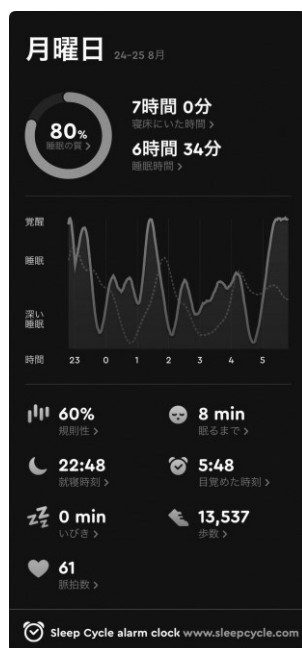 月曜日 24-25 8月
80%
睡眠の質 >
7時間 0分
寝床にいた時間 >
6時間 34分
睡眠時間 >
覚醒
睡眠
深い
睡眠
時間 23 0 1 2 3 4 5
60%
規則性 >
8 min
眠るまで >
22:48
就寝時刻 >
5:48
目覚めた時刻 >
0 min
いびき >
13,537
歩数 >
61
脈拍数 >
Sleep Cycle alarm clock www.sleepcycle.com